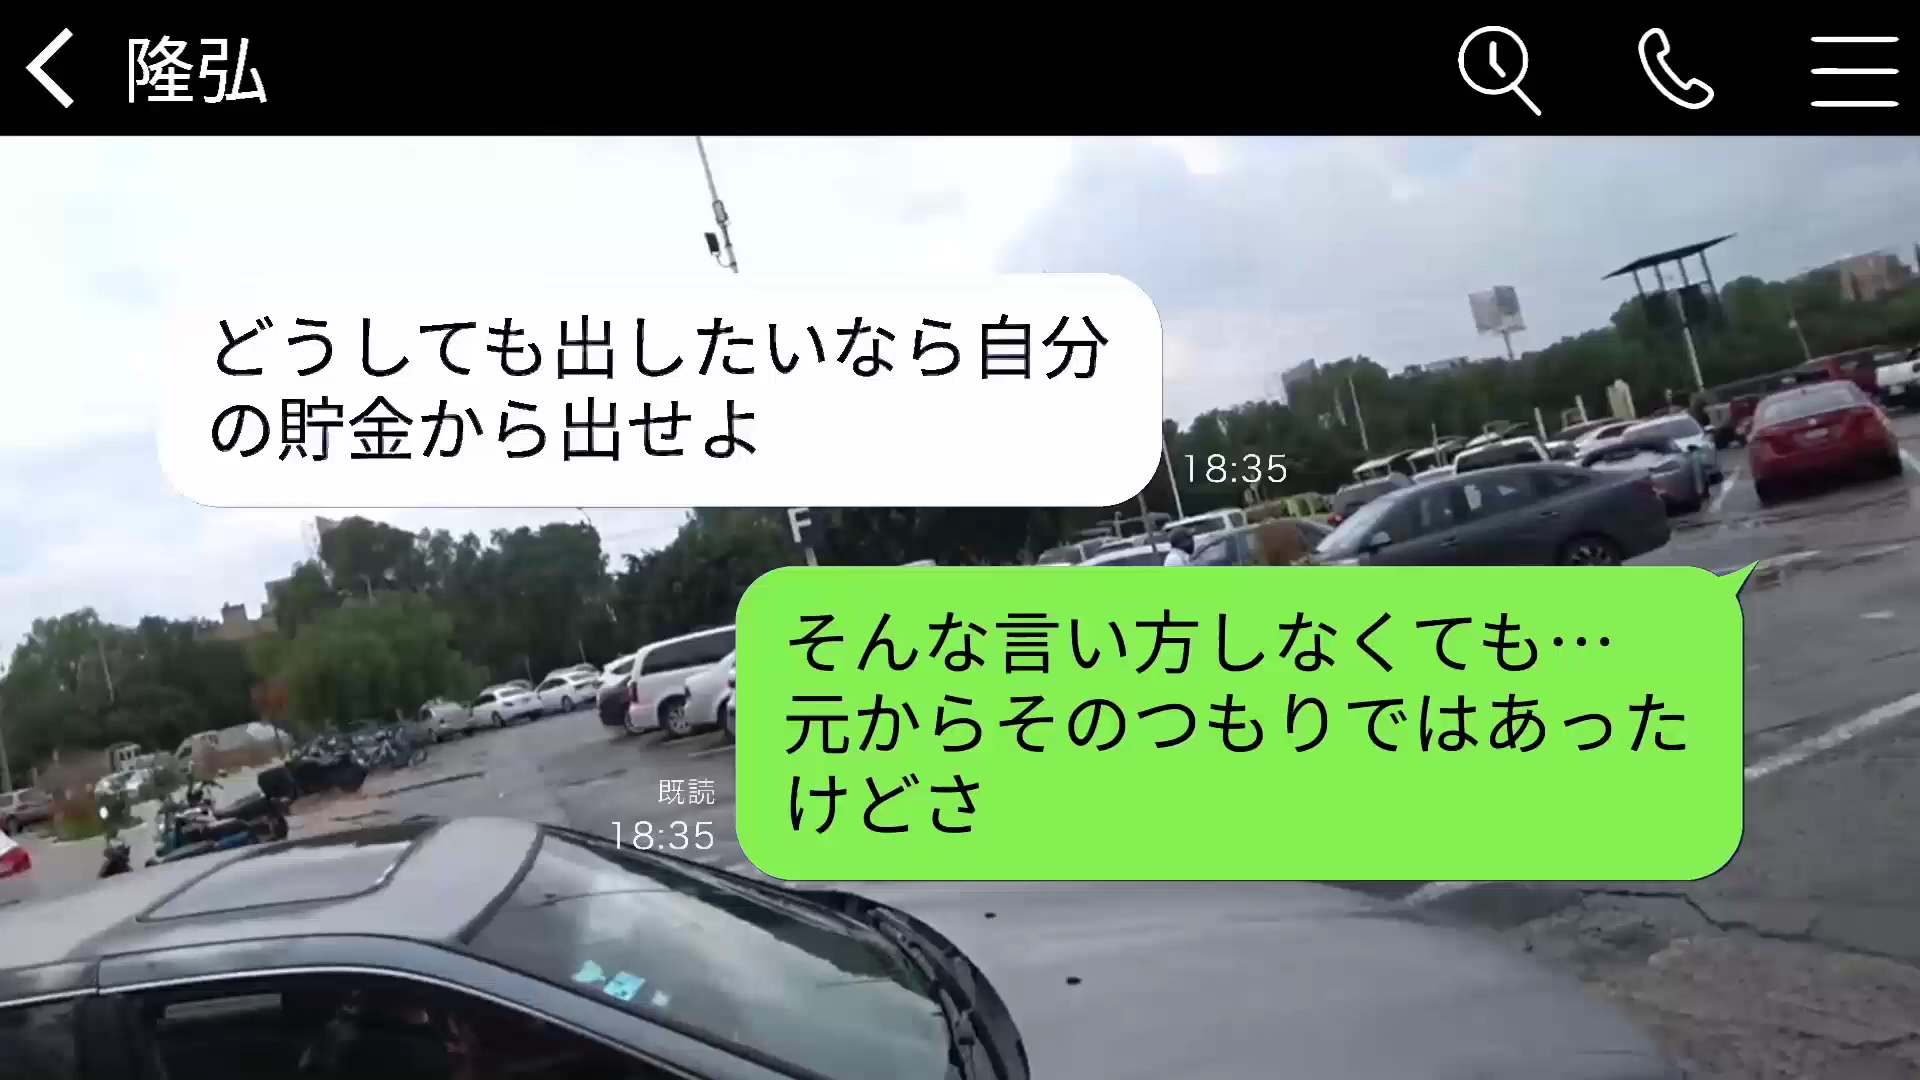 隆弘
どうしても出したいなら自分
の貯金から出せよ
18:35
F
そんな言い方しなくても…
元からそのつもりではあった
けどさ
既読
18:35